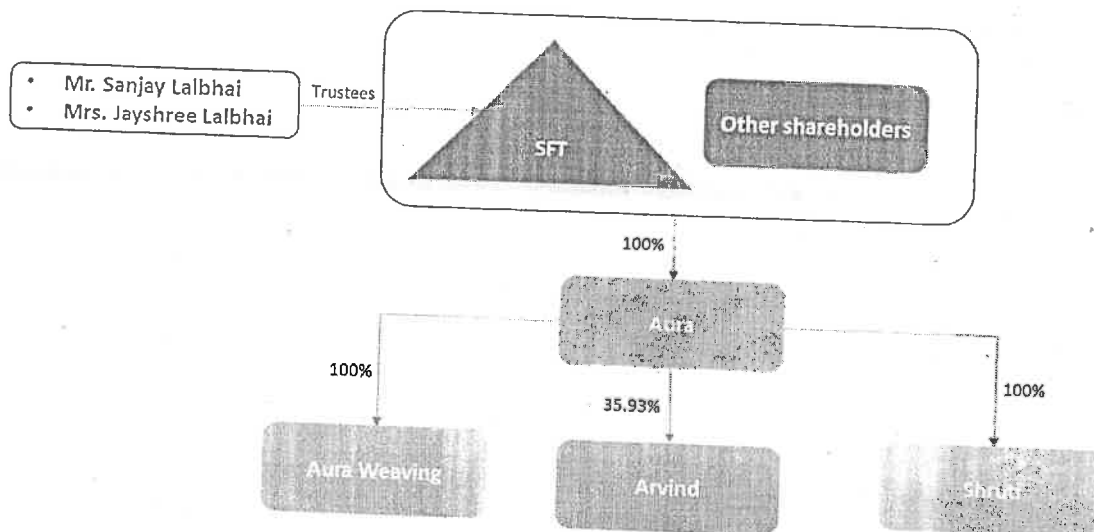 • Mr. Sanjay Lalbhai
• Mrs. Jayshree Lalbhai
Trustees
SFT
Other shareholders
100%
Aura
100%
35.93%
100%
Aura Weaving
Arvind
Shruti